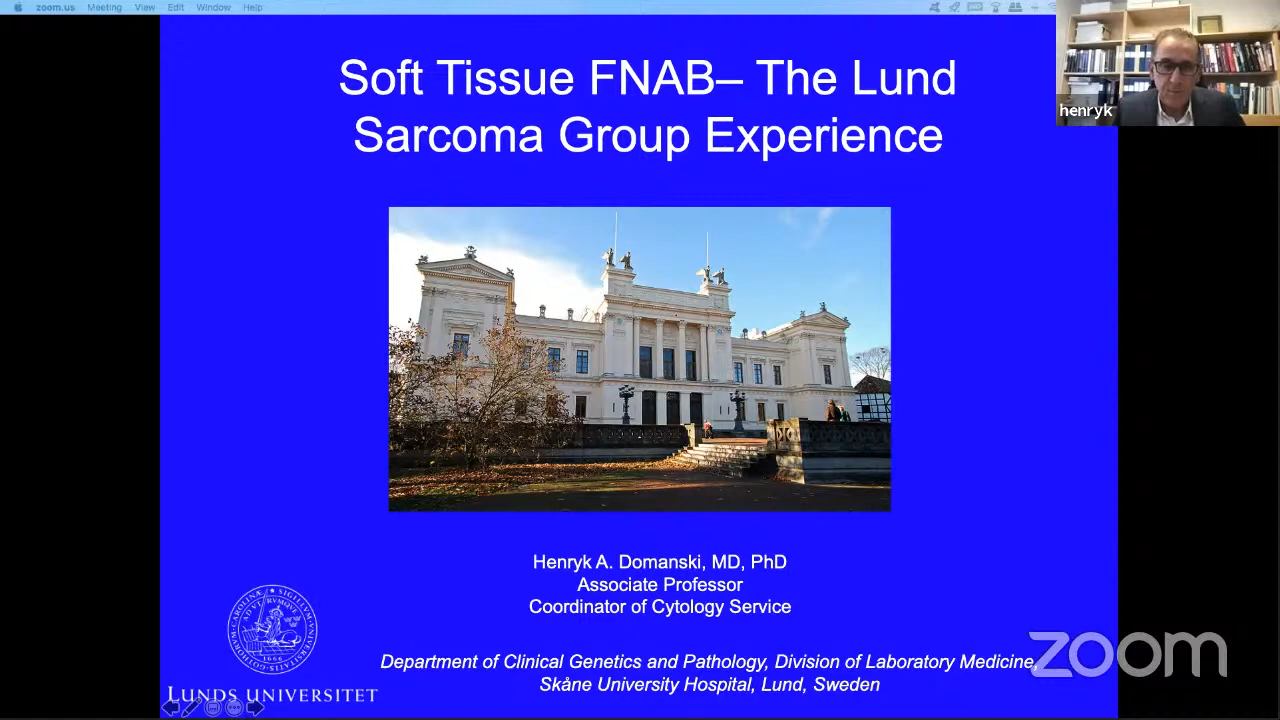 zoom.us Meeting View Edit Window Help
henryk
Soft Tissue FNAB– The Lund
Sarcoma Group Experience
Henryk A. Domanski, MD, PhD
Associate Professor
Coordinator of Cytology Service
Department of Clinical Genetics and Pathology, Division of Laboratory Medicine,
Skåne University Hospital, Lund, Sweden
1666
LUNDS UNIVERSITET
zoom